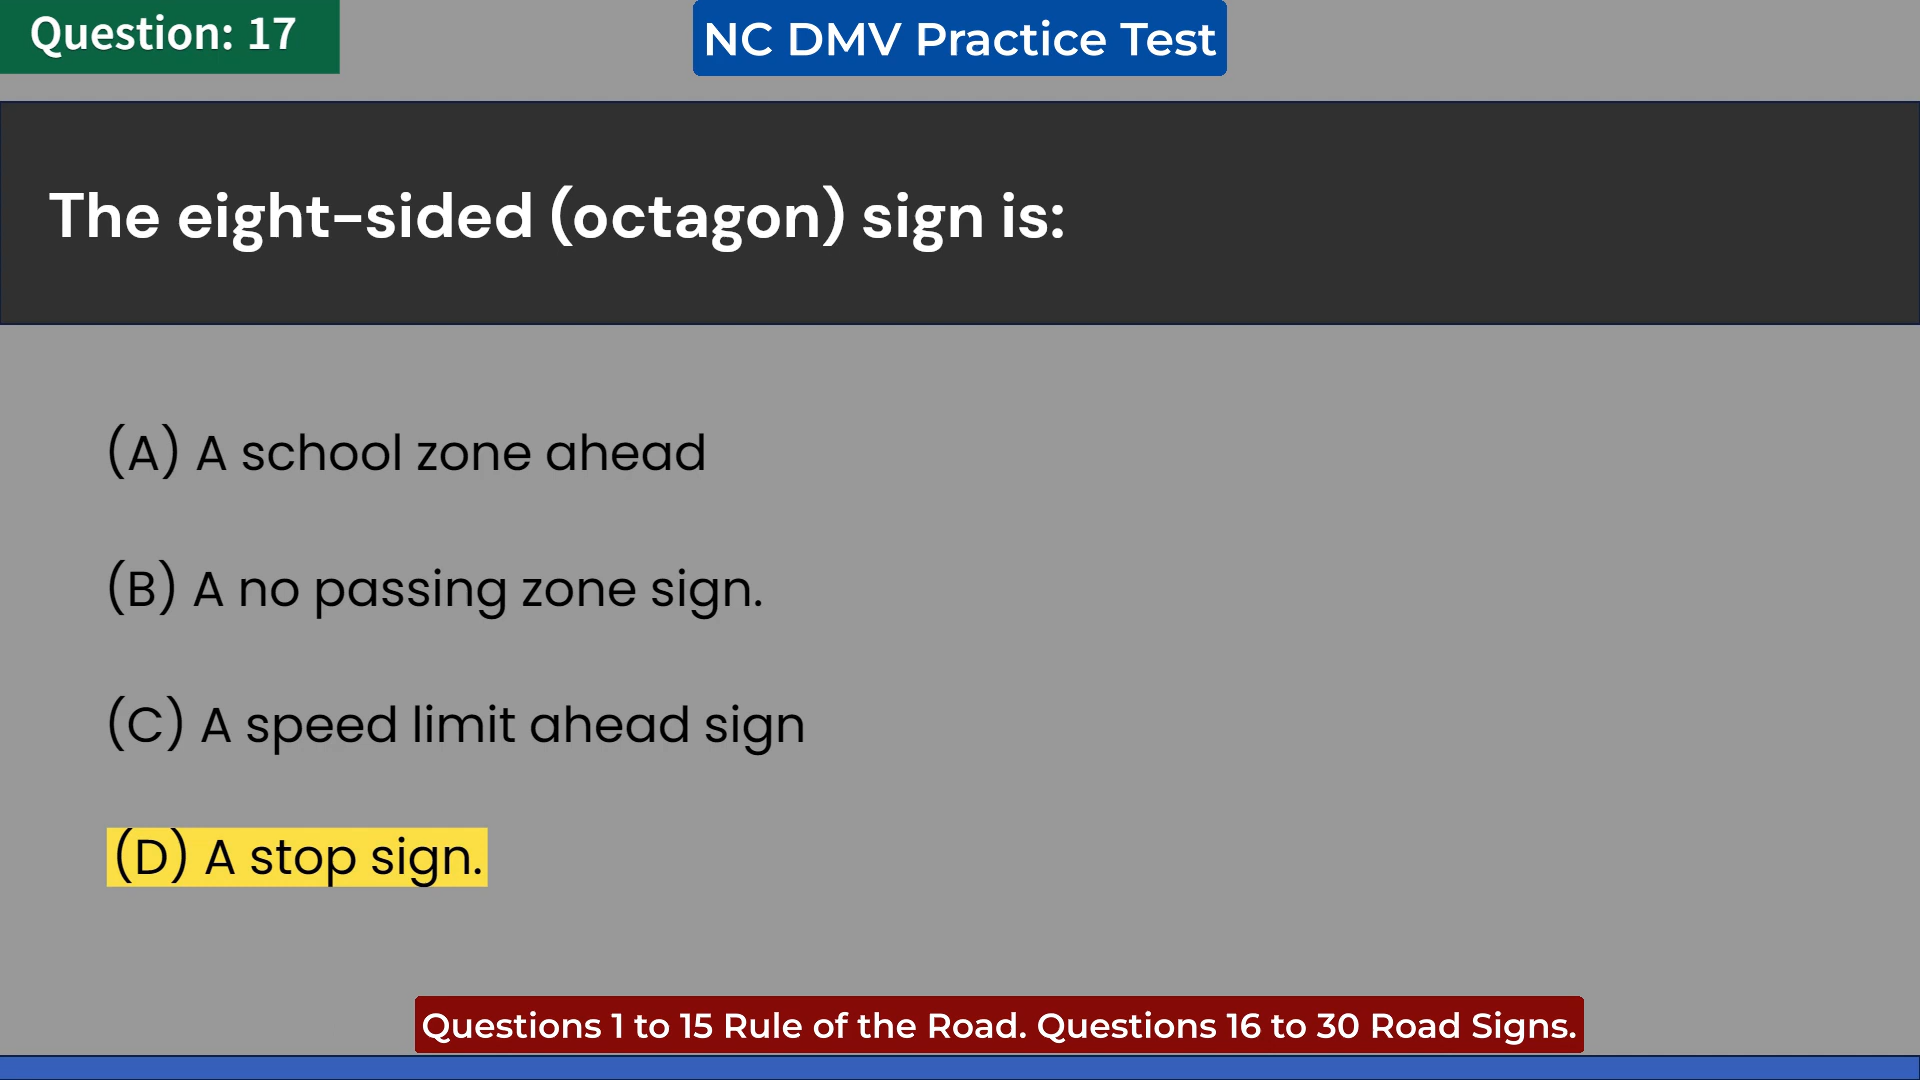 Question: 17
NC DMV Practice Test
The eight-sided (octagon) sign is:
(A) A school zone ahead
(B) A no passing zone sign.
(C) A speed limit ahead sign
(D) A stop sign.
Questions 1 to 15 Rule of the Road. Questions 16 to 30 Road Signs.